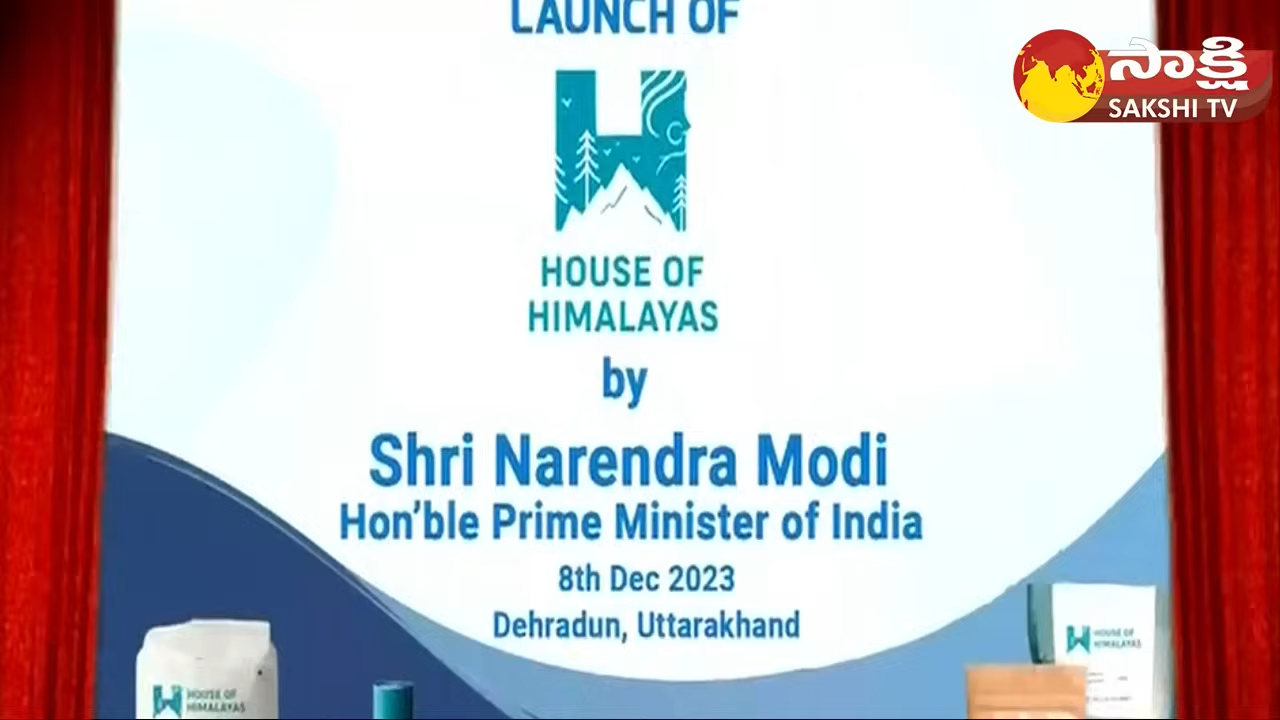 LAUNCH OF
సాక్షి
SAKSHI TV
HOUSE OF
HIMALAYAS
by
Shri Narendra Modi
Hon'ble Prime Minister of India
8th Dec 2023
Dehradun, Uttarakhand
HOUSE OF
HIMALAYAS
HOUSE OF
HIMALAYAS